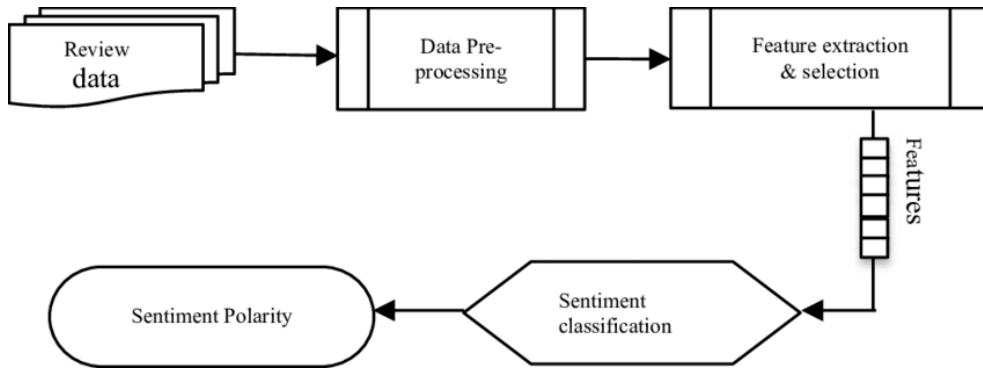 Review
data
Data Pre-
processing
Feature extraction
& selection
Features
Sentiment
classification
Sentiment Polarity